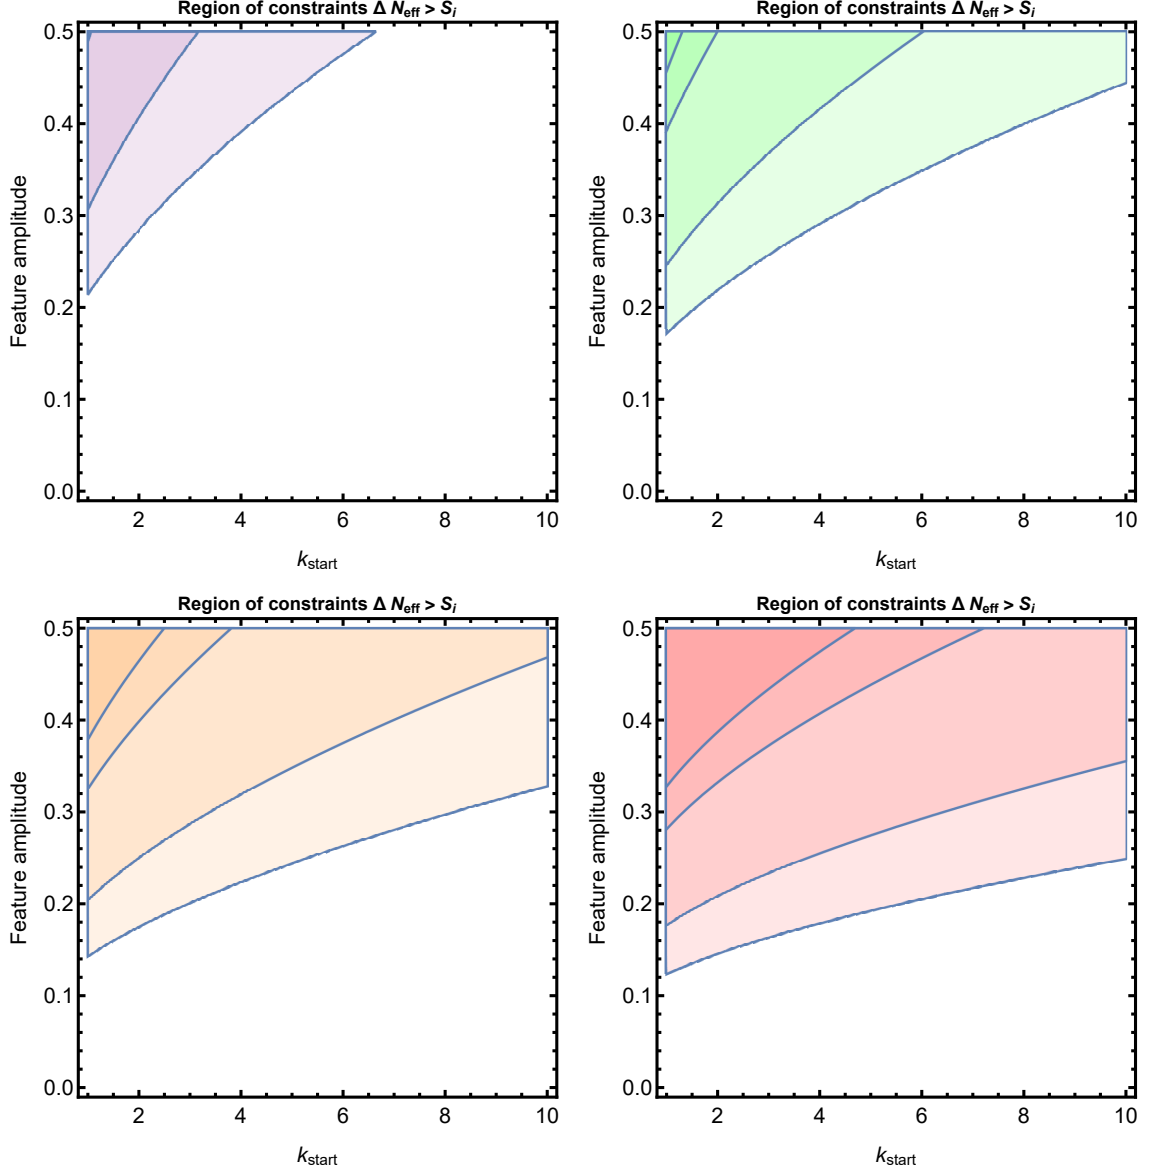 Region of constraints Δ N_eff > S_i
Feature amplitude
0.5
0.4
0.3
0.2
0.1
0.0
2 4 6 8 10
k_start
Region of constraints Δ N_eff > S_i
Feature amplitude
0.5
0.4
0.3
0.2
0.1
0.0
2 4 6 8 10
k_start
Region of constraints Δ N_eff > S_i
Feature amplitude
0.5
0.4
0.3
0.2
0.1
0.0
2 4 6 8 10
k_start
Region of constraints Δ N_eff > S_i
Feature amplitude
0.5
0.4
0.3
0.2
0.1
0.0
2 4 6 8 10
k_start